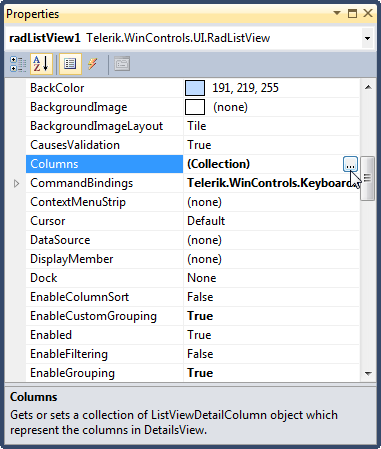 Properties
radListView1 Telerik.WinControls.UI.RadListView
BackColor 191, 219, 255
BackgroundImage (none)
BackgroundImageLayout Tile
CausesValidation True
Columns (Collection) ...
CommandBindings Telerik.WinControls.Keyboard
ContextMenuStrip (none)
Cursor Default
DataSource (none)
DisplayMember (none)
Dock None
EnableColumnSort False
EnableCustomGrouping True
Enabled True
EnableFiltering False
EnableGrouping True
Columns
Gets or sets a collection of ListViewDetailColumn object which
represent the columns in DetailsView.